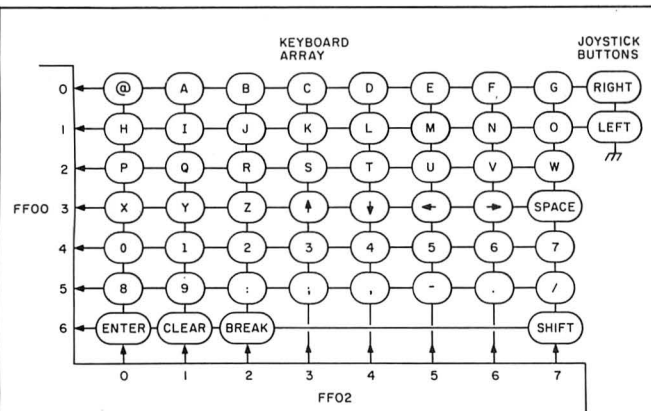 KEYBOARD ARRAY
JOYSTICK BUTTONS
0 @ A B C D E F G RIGHT
1 H I J K L M N O LEFT
2 P Q R S T U V W
FF00 3 X Y Z ↑ ↓ ← → SPACE
4 0 1 2 3 4 5 6 7
5 8 9 : ; , - . /
6 ENTER CLEAR BREAK SHIFT
0 1 2 3 4 5 6 7
FF02